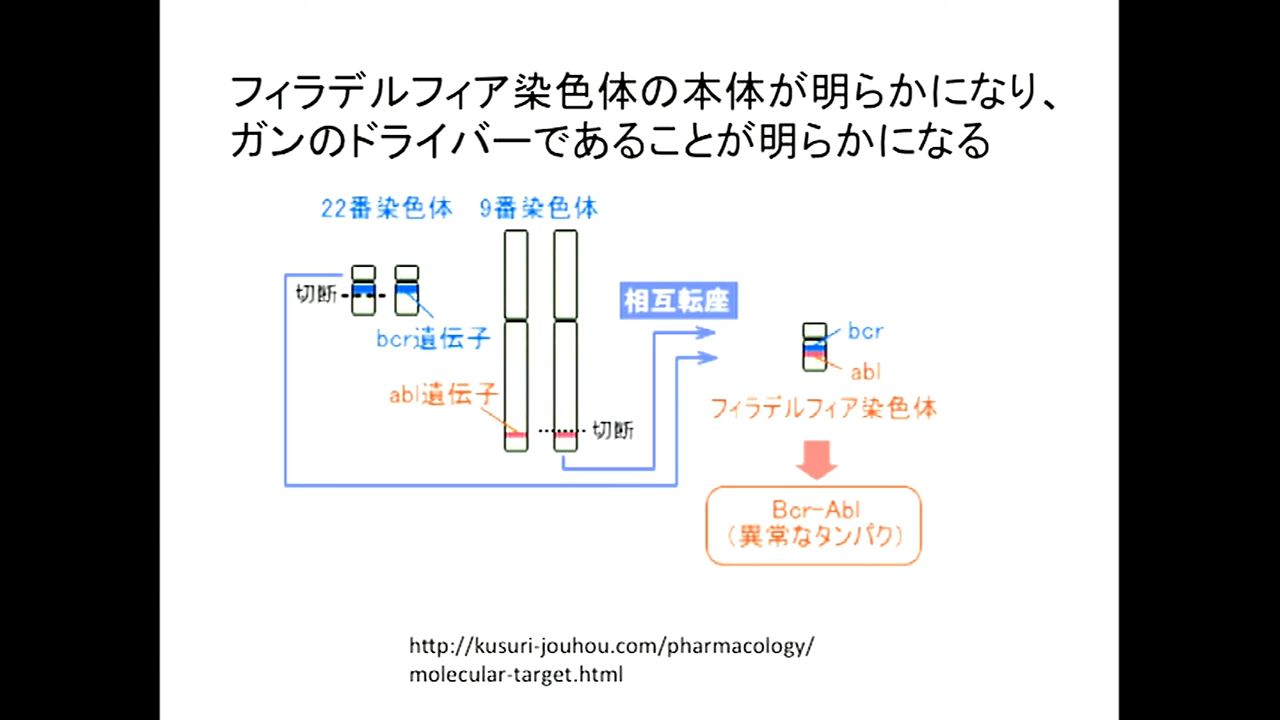 フィラデルフィア染色体の本体が明らかになり、
ガンのドライバーであることが明らかになる
22番染色体 9番染色体
切断
bcr遺伝子
abl遺伝子
切断
相互転座
bcr
abl
フィラデルフィア染色体
Bcr-Abl
(異常なタンパク)
http://kusuri-jouhou.com/pharmacology/
molecular-target.html